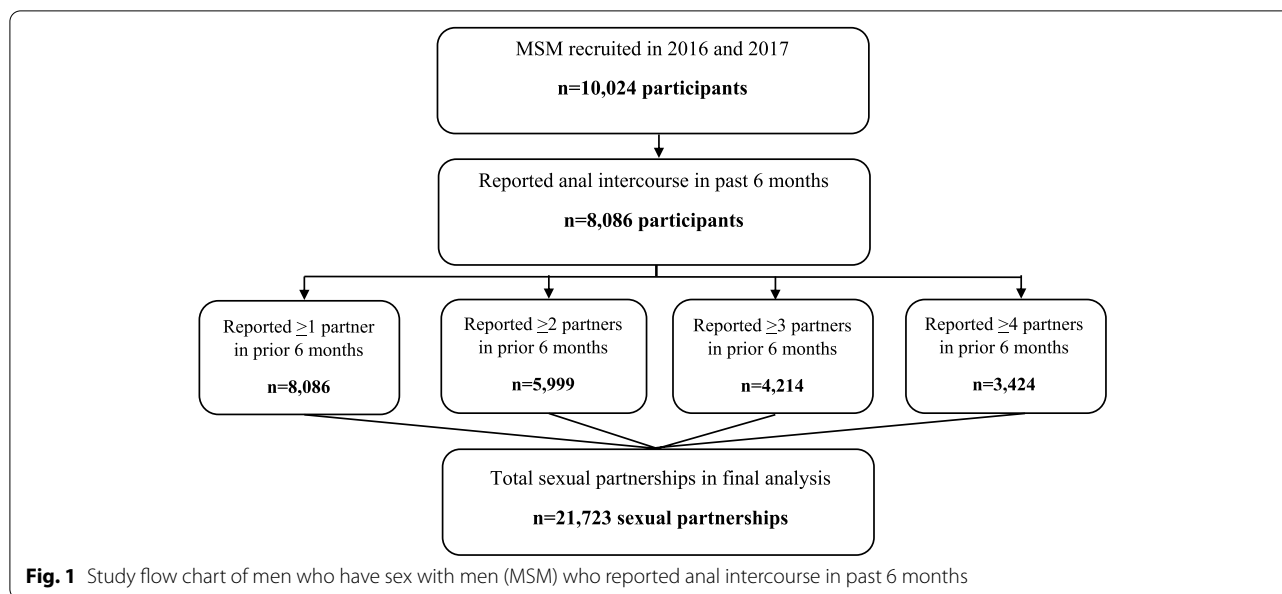 MSM recruited in 2016 and 2017
n=10,024 participants
Reported anal intercourse in past 6 months
n=8,086 participants
Reported ≥1 partner
in prior 6 months
n=8,086
Reported ≥2 partners
in prior 6 months
n=5,999
Reported ≥3 partners
in prior 6 months
n=4,214
Reported ≥4 partners
in prior 6 months
n=3,424
Total sexual partnerships in final analysis
n=21,723 sexual partnerships
Fig. 1 Study flow chart of men who have sex with men (MSM) who reported anal intercourse in past 6 months